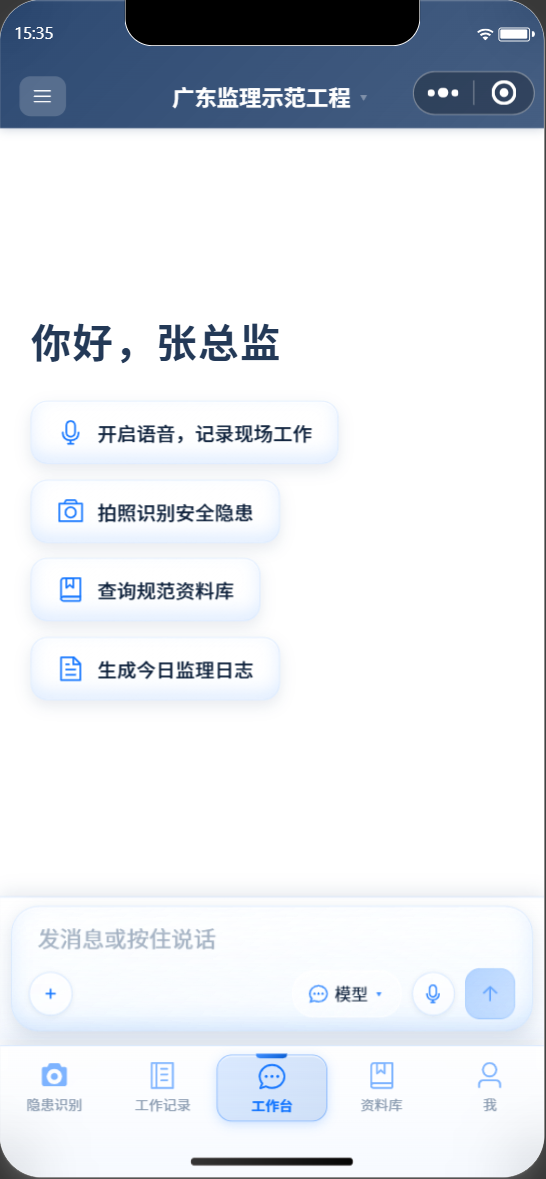 15:35
广东监理示范工程
你好，张总监
开启语音，记录现场工作
拍照识别安全隐患
查询规范资料库
生成今日监理日志
发消息或按住说话
模型
隐患识别
工作记录
工作台
资料库
我